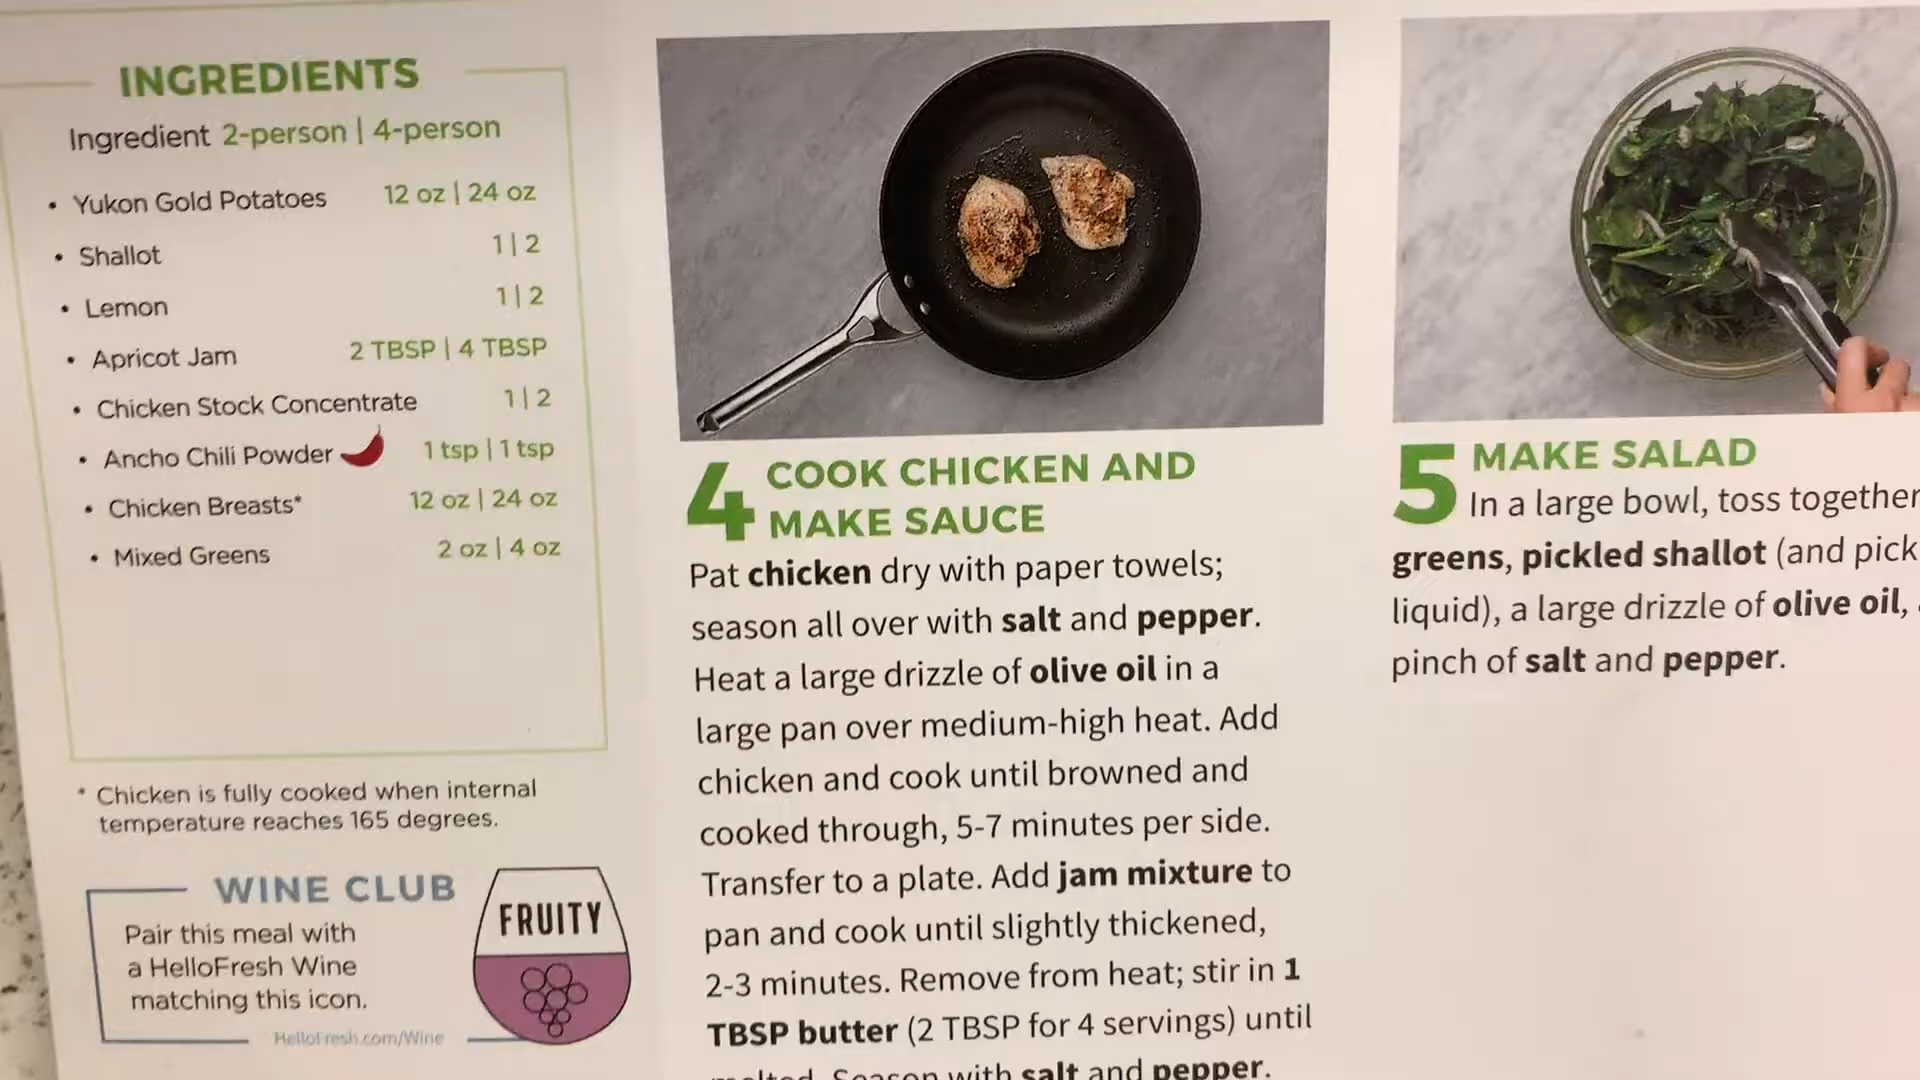 INGREDIENTS
Ingredient 2-person | 4-person
• Yukon Gold Potatoes 12 oz | 24 oz
• Shallot 1 | 2
• Lemon 1 | 2
• Apricot Jam 2 TBSP | 4 TBSP
• Chicken Stock Concentrate 1 | 2
• Ancho Chili Powder 1 tsp | 1 tsp
• Chicken Breasts* 12 oz | 24 oz
• Mixed Greens 2 oz | 4 oz
* Chicken is fully cooked when internal
temperature reaches 165 degrees.
WINE CLUB
Pair this meal with
a HelloFresh Wine
matching this icon.
HelloFresh.com/Wine
FRUITY
4 COOK CHICKEN AND
MAKE SAUCE
Pat chicken dry with paper towels;
season all over with salt and pepper.
Heat a large drizzle of olive oil in a
large pan over medium-high heat. Add
chicken and cook until browned and
cooked through, 5-7 minutes per side.
Transfer to a plate. Add jam mixture to
pan and cook until slightly thickened,
2-3 minutes. Remove from heat; stir in 1
TBSP butter (2 TBSP for 4 servings) until
melted. Season with salt and pepper.
5 MAKE SALAD
In a large bowl, toss together
greens, pickled shallot (and pick
liquid), a large drizzle of olive oil,
pinch of salt and pepper.